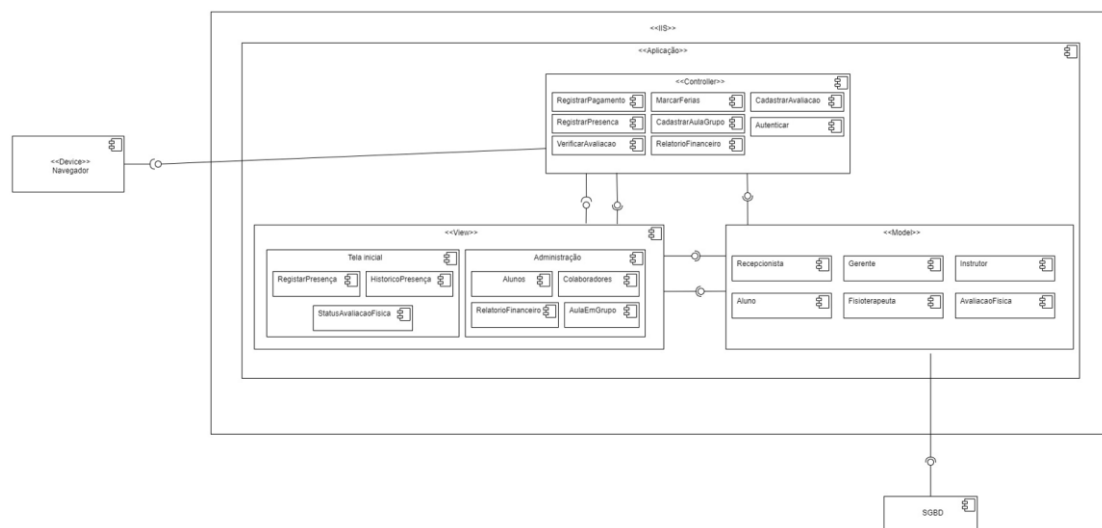 <<IIS>>
<<Aplicação>>
<<Controller>>
RegistrarPagamento
MarcarFerias
CadastrarAvaliacao
RegistrarPresenca
CadastrarAulaGrupo
Autenticar
VerificarAvaliacao
RelatorioFinanceiro
<<Device>>
Navegador
<<View>>
Tela inicial
RegistarPresença
HistoricoPresença
StatusAvaliacaoFisica
Administração
Alunos
Colaboradores
RelatorioFinanceiro
AulaEmGrupo
<<Model>>
Recepcionista
Gerente
Instrutor
Aluno
Fisioterapeuta
AvaliacaoFisica
SGBD